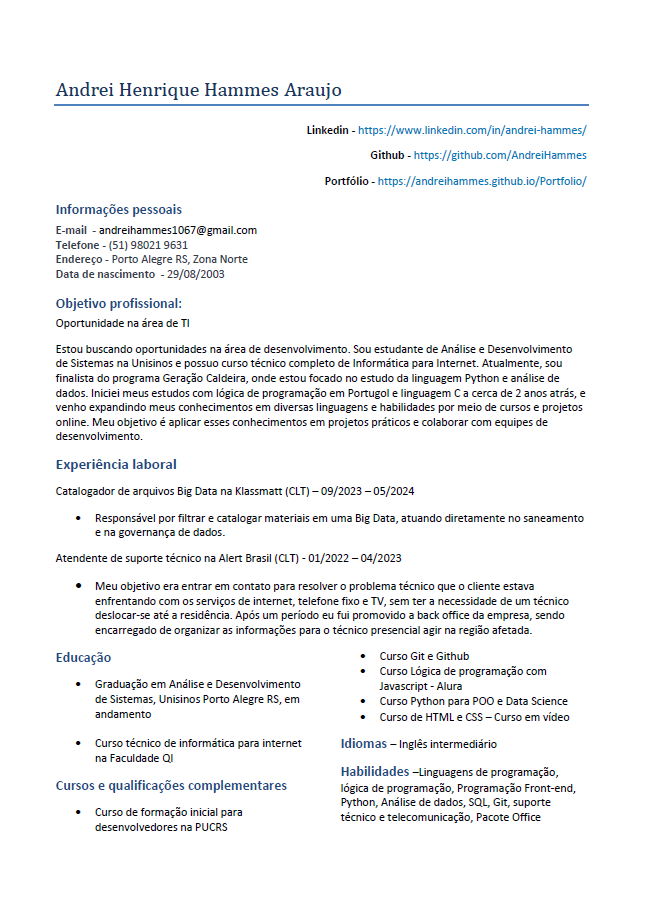 Andrei Henrique Hammes Araujo
Linkedin - https://www.linkedin.com/in/andrei-hammes/
Github - https://github.com/AndreiHammes
Portfólio - https://andreihammes.github.io/Portfolio/
Informações pessoais
E-mail - andreihammes1067@gmail.com
Telefone - (51) 98021 9631
Endereço - Porto Alegre RS, Zona Norte
Data de nascimento - 29/08/2003
Objetivo profissional:
Oportunidade na área de TI
Estou buscando oportunidades na área de desenvolvimento. Sou estudante de Análise e Desenvolvimento
de Sistemas na Unisinos e possuo curso técnico completo de Informática para Internet. Atualmente, sou
finalista do programa Geração Caldeira, onde estou focado no estudo da linguagem Python e análise de
dados. Iniciei meus estudos com lógica de programação em Portugol e linguagem C a cerca de 2 anos atrás, e
venho expandindo meus conhecimentos em diversas linguagens e habilidades por meio de cursos e projetos
online. Meu objetivo é aplicar esses conhecimentos em projetos práticos e colaborar com equipes de
desenvolvimento.
Experiência laboral
Catalogador de arquivos Big Data na Klassmatt (CLT) – 09/2023 – 05/2024
• Responsável por filtrar e catalogar materiais em uma Big Data, atuando diretamente no saneamento
e na governança de dados.
Atendente de suporte técnico na Alert Brasil (CLT) - 01/2022 – 04/2023
• Meu objetivo era entrar em contato para resolver o problema técnico que o cliente estava
enfrentando com os serviços de internet, telefone fixo e TV, sem ter a necessidade de um técnico
deslocar-se até a residência. Após um período eu fui promovido a back office da empresa, sendo
encarregado de organizar as informações para o técnico presencial agir na região afetada.
Educação
• Graduação em Análise e Desenvolvimento
de Sistemas, Unisinos Porto Alegre RS, em
andamento
• Curso técnico de informática para internet
na Faculdade QI
Cursos e qualificações complementares
• Curso de formação inicial para
desenvolvedores na PUCRS
• Curso Git e Github
• Curso Lógica de programação com
Javascript - Alura
• Curso Python para POO e Data Science
• Curso de HTML e CSS – Curso em vídeo
Idiomas – Inglês intermediário
Habilidades –Linguagens de programação,
lógica de programação, Programação Front-end,
Python, Análise de dados, SQL, Git, suporte
técnico e telecomunicação, Pacote Office